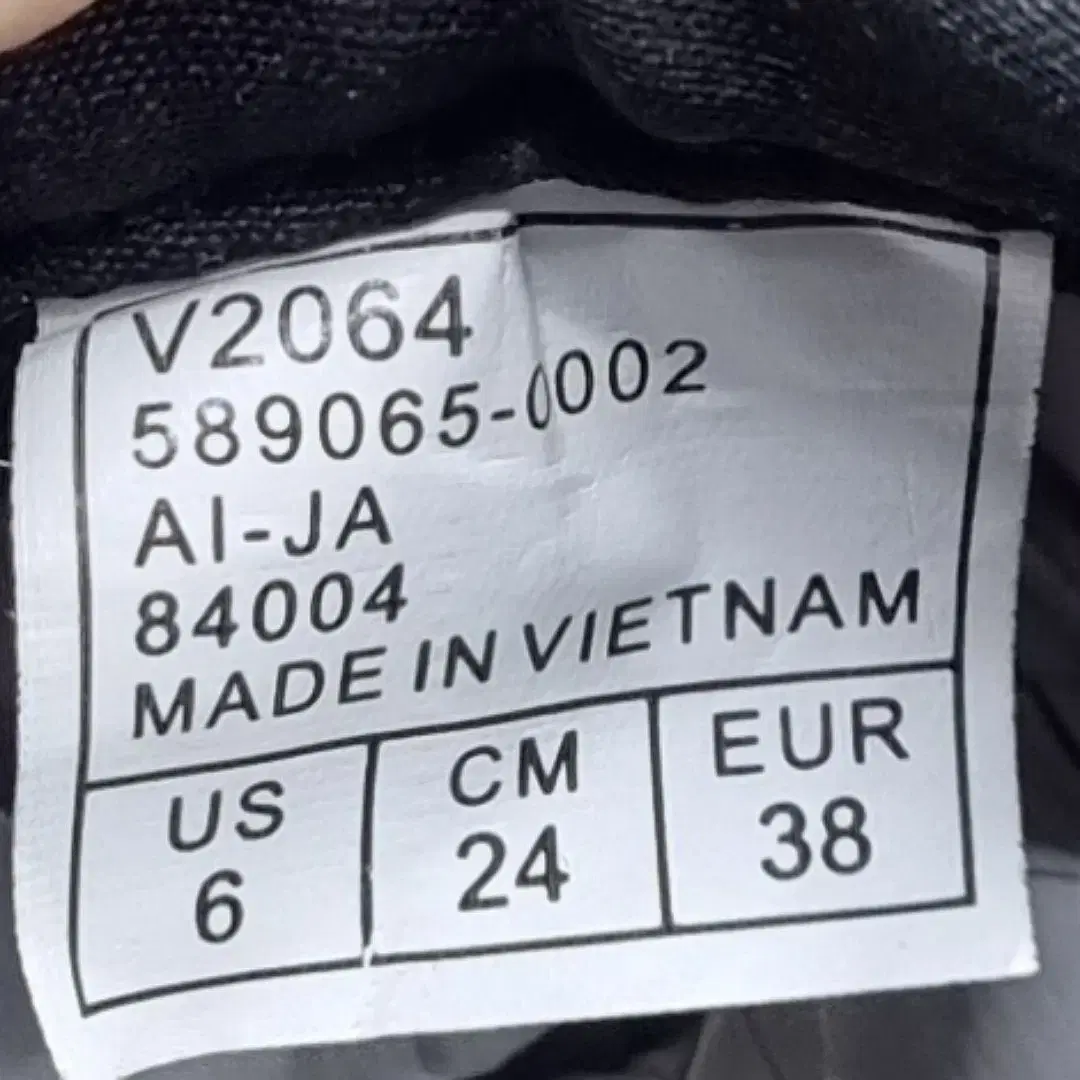 V2064
589065-0002
AI-JA
84004
MADE IN VIETNAM
US CM EUR
6 24 38